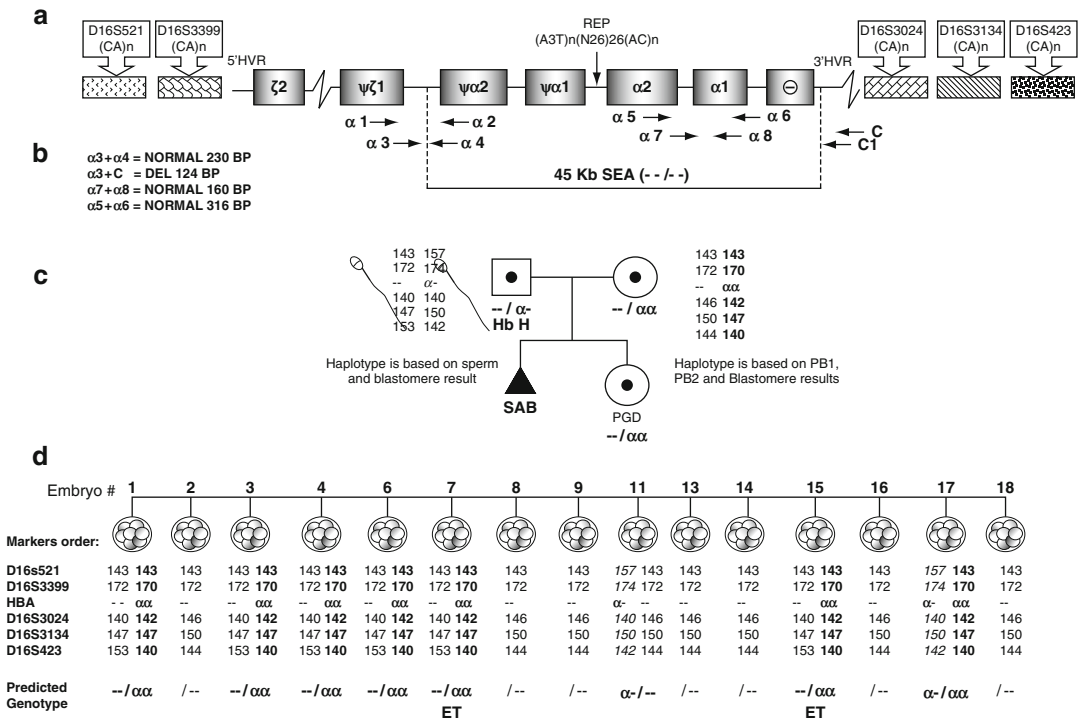 a
D16S521 (CA)n
D16S3399 (CA)n
REP
(A3T)n(N26)26(AC)n
D16S3024 (CA)n
D16S3134 (CA)n
D16S423 (CA)n
5'HVR
3'HVR
ζ2 ψζ1 ψα2 ψα1 α2 α1 Θ
α 1 α 2 α 5 α 6
α 3 α 4 α 7 α 8 C
C1
b
α3+α4 = NORMAL 230 BP
α3+C = DEL 124 BP
α7+α8 = NORMAL 160 BP
α5+α6 = NORMAL 316 BP
45 Kb SEA (- -/- -)
c
143 157
172 174
-- α-
140 140
147 150
153 142
-- / α-
Hb H
-- / αα
143 143
172 170
-- αα
146 142
150 147
144 140
Haplotype is based on sperm
and blastomere result
Haplotype is based on PB1,
PB2 and Blastomere results
SAB
PGD
--/αα
d
Embryo # 1 2 3 4 6 7 8 9 11 13 14 15 16 17 18
Markers order:
D16s521 143 143 143 143 143 143 143 143 143 143 143 143 143 157 143 143 143 143 143 143 157 143 143
D16S3399 172 170 172 172 170 172 170 172 170 172 170 172 172 174 172 172 172 172 170 172 174 170 172
HBA - - αα -- -- αα -- αα -- αα -- αα -- -- α- -- -- -- -- αα -- α- αα --
D16S3024 140 142 146 140 142 140 142 140 142 140 142 146 146 140 146 146 146 140 142 146 140 142 146
D16S3134 147 147 150 147 147 147 147 147 147 147 147 150 150 150 150 150 150 147 147 150 150 147 150
D16S423 153 140 144 153 140 153 140 153 140 153 140 144 144 142 144 144 144 153 140 144 142 140 144
Predicted Genotype --/αα /-- --/αα --/αα --/αα --/αα /-- /-- α-/-- /-- /-- --/αα /-- α-/αα /--
ET ET